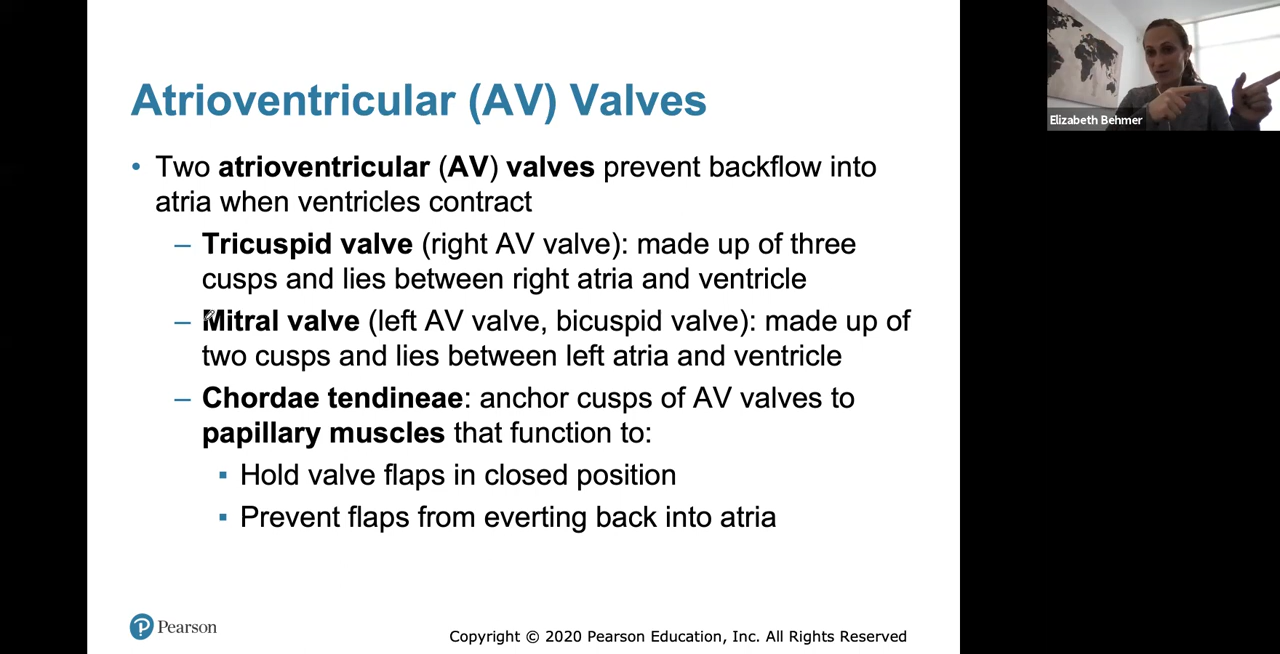 Atrioventricular (AV) Valves
• Two atrioventricular (AV) valves prevent backflow into
atria when ventricles contract
– Tricuspid valve (right AV valve): made up of three
cusps and lies between right atria and ventricle
– Mitral valve (left AV valve, bicuspid valve): made up of
two cusps and lies between left atria and ventricle
– Chordae tendineae: anchor cusps of AV valves to
papillary muscles that function to:
▪ Hold valve flaps in closed position
▪ Prevent flaps from everting back into atria
P Pearson
Copyright © 2020 Pearson Education, Inc. All Rights Reserved
Elizabeth Behmer